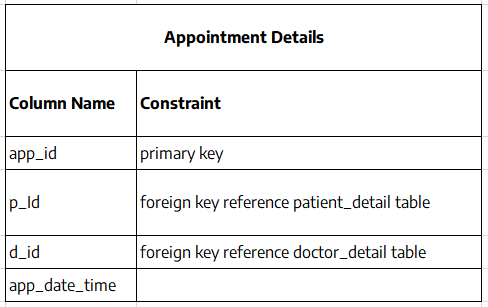 Appointment Details
Column Name Constraint
app_id primary key
p_Id foreign key reference patient_detail table
d_id foreign key reference doctor_detail table
app_date_time